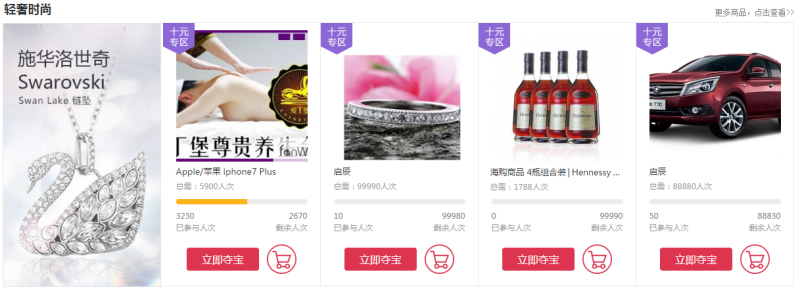 轻奢时尚
更多商品，点击查看>>
施华洛世奇
Swarovski
Swan Lake 链坠
十元
专区
丁堡尊贵养生
Apple/苹果 iphone7 Plus
总需：5900人次
3230 2670
已参与人次 剩余人次
立即夺宝
十元
专区
启辰
总需：99990人次
10 99980
已参与人次 剩余人次
立即夺宝
十元
专区
海购商品 4瓶组合装 | Hennessy ...
总需：1788人次
0 99990
已参与人次 剩余人次
立即夺宝
十元
专区
启辰
总需：88880人次
50 88830
已参与人次 剩余人次
立即夺宝